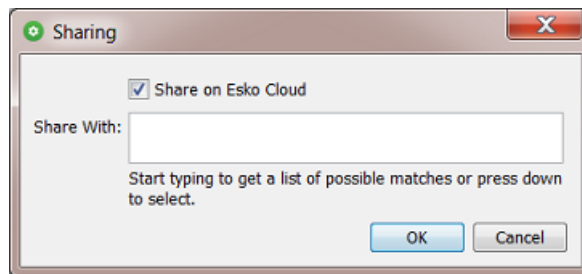 Sharing
Share on Esko Cloud
Share With:
Start typing to get a list of possible matches or press down
to select.
OK
Cancel